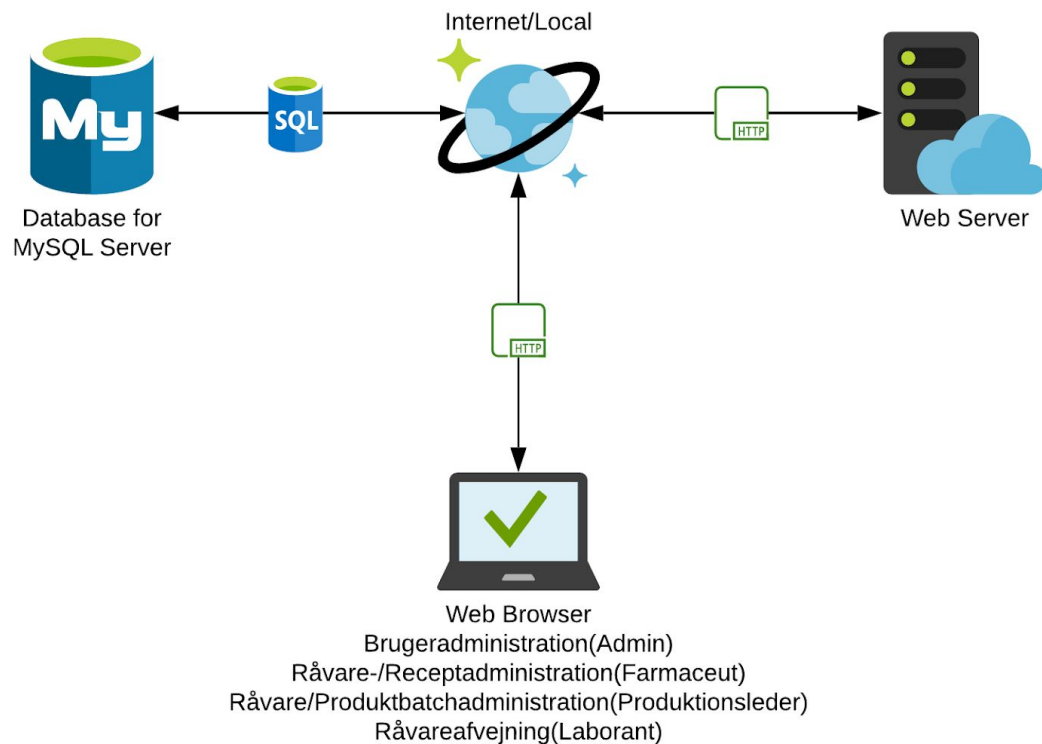 Internet/Local
My
SQL
HTTP
Database for
MySQL Server
Web Server
HTTP
Web Browser
Brugeradministration(Admin)
Råvare-/Receptadministration(Farmaceut)
Råvare/Produktbatchadministration(Produktionsleder)
Råvareafvejning(Laborant)